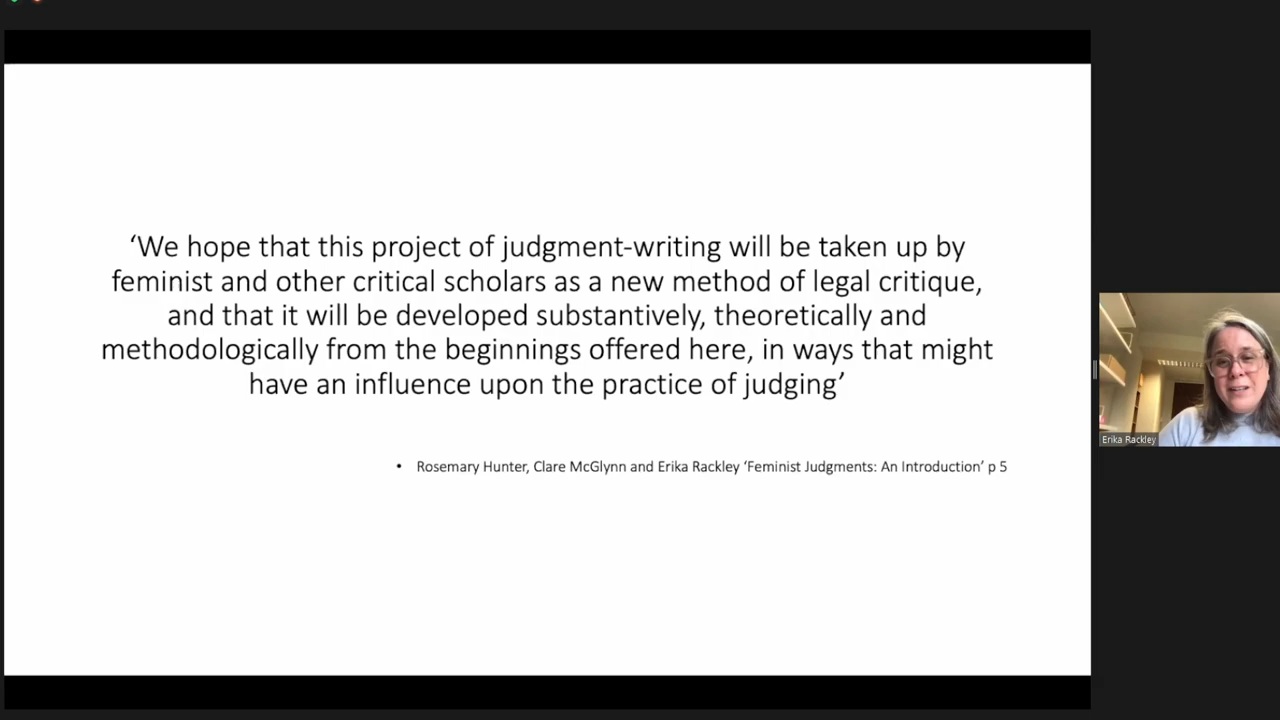 ‘We hope that this project of judgment-writing will be taken up by
feminist and other critical scholars as a new method of legal critique,
and that it will be developed substantively, theoretically and
methodologically from the beginnings offered here, in ways that might
have an influence upon the practice of judging’
• Rosemary Hunter, Clare McGlynn and Erika Rackley ‘Feminist Judgments: An Introduction’ p 5
Erika Rackley